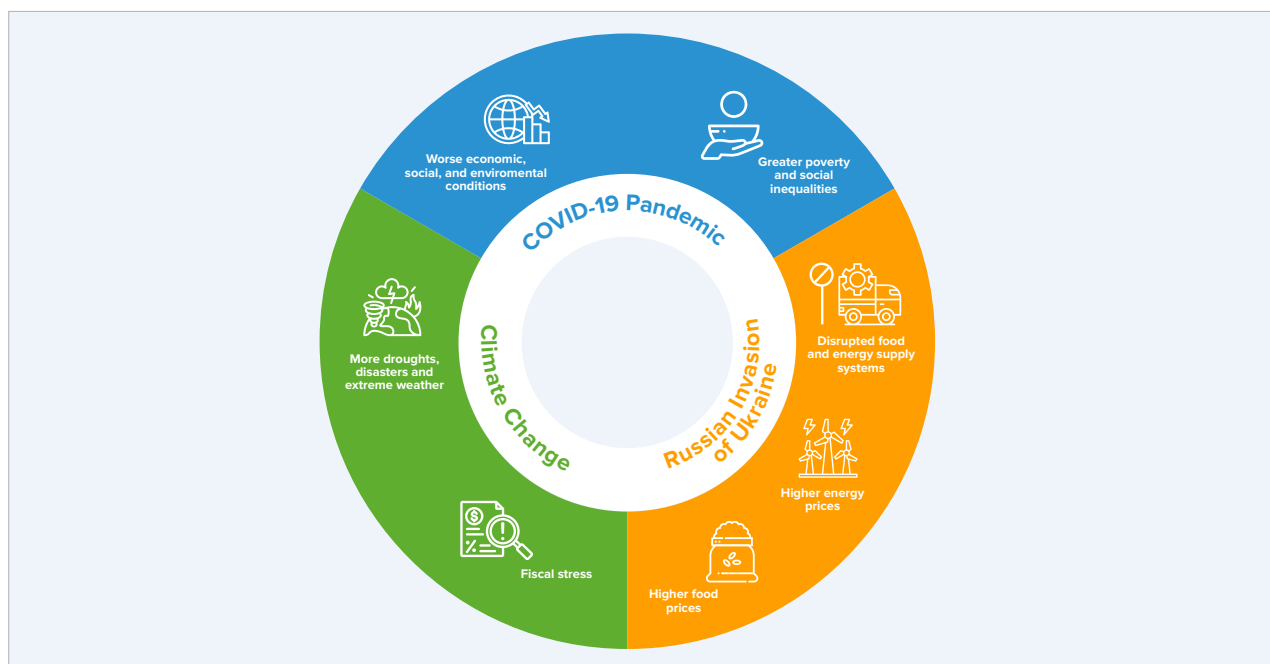 Worse economic,
social, and enviromental
conditions
Greater poverty
and social
inequalities
COVID-19 Pandemic
More droughts,
disasters and
extreme weather
Climate Change
Russian Invasion
of Ukraine
Disrupted food
and energy supply
systems
Higher energy
prices
Fiscal stress
$
!
%
Higher food
prices